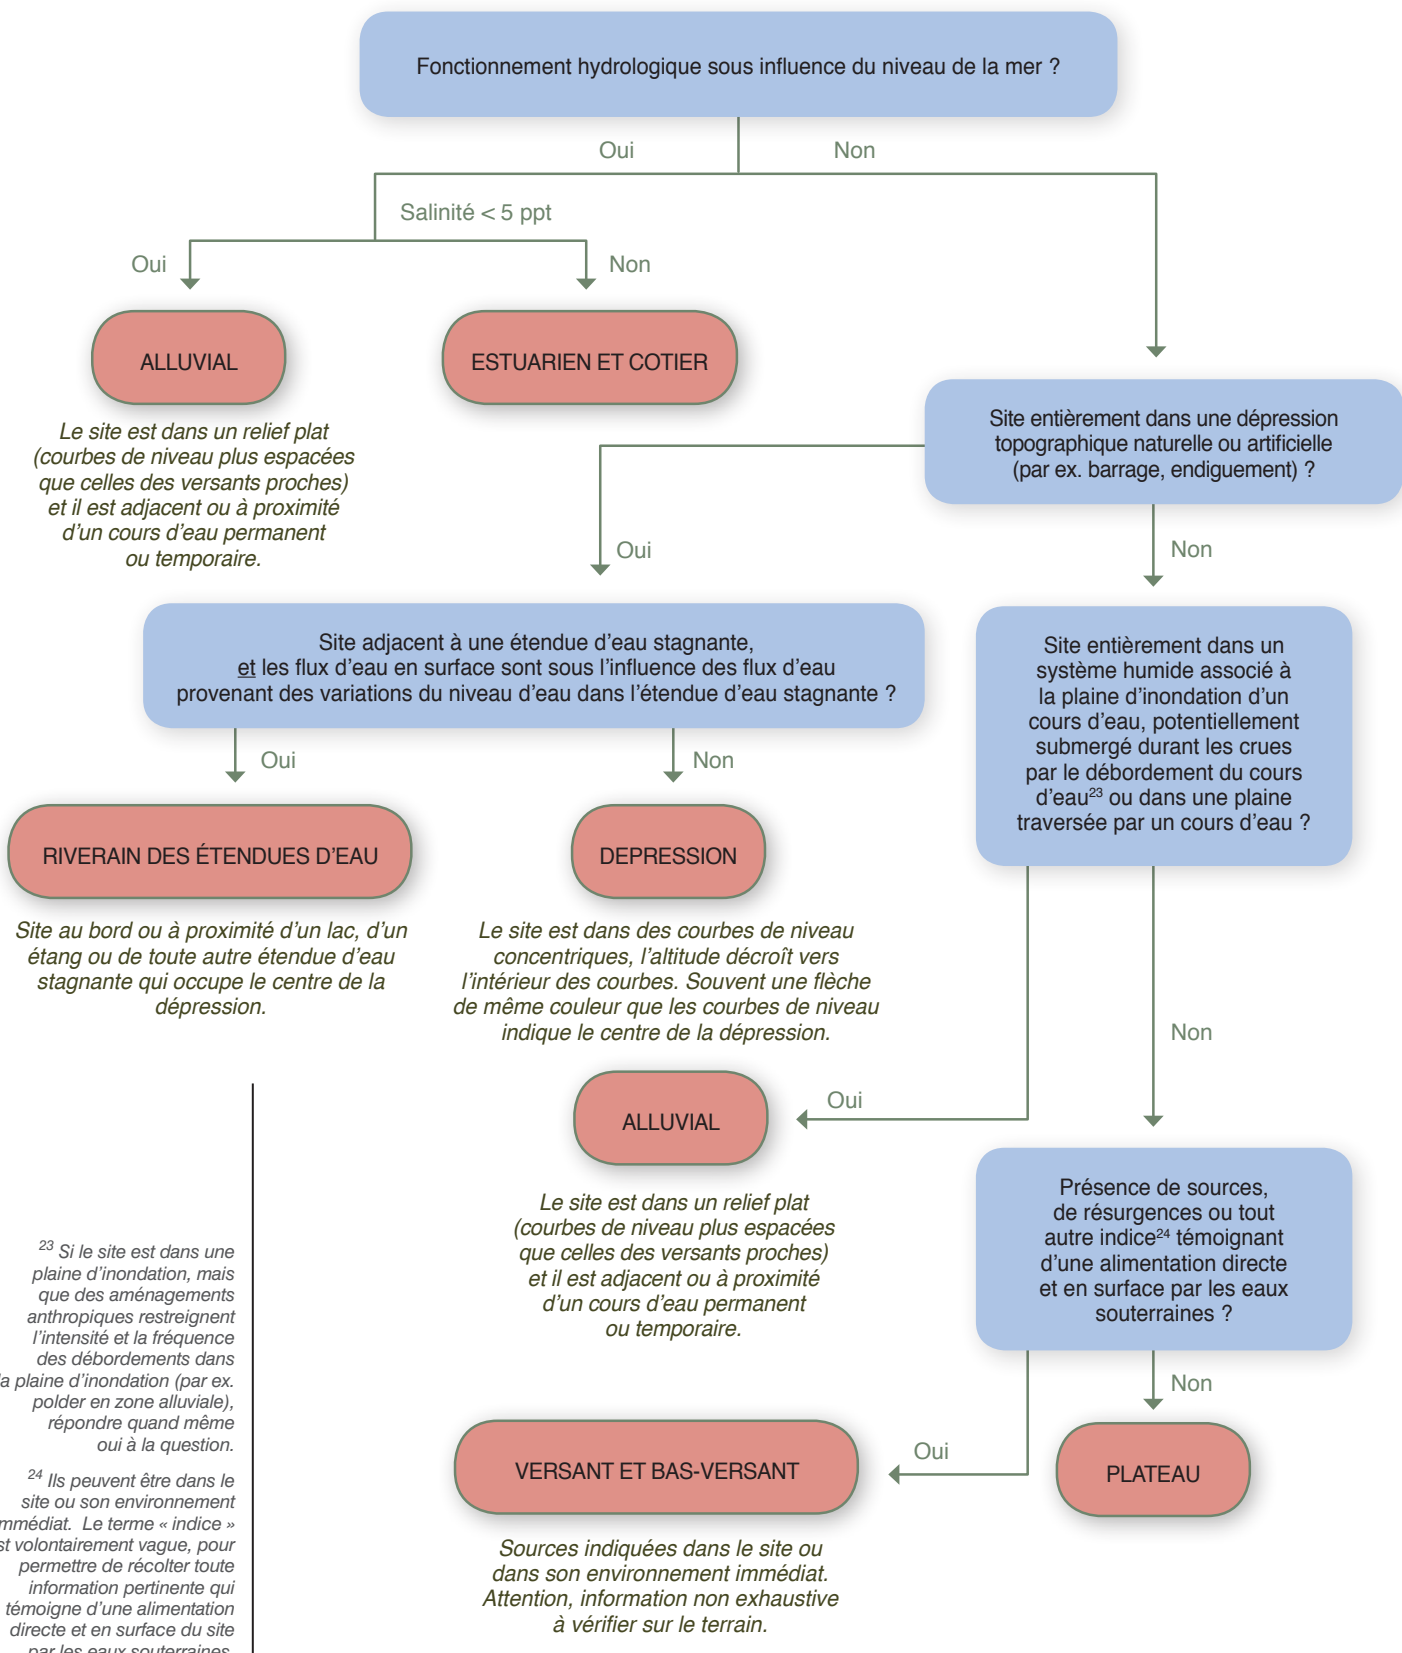 Fonctionnement hydrologique sous influence du niveau de la mer ?
Oui
Non
Salinité < 5 ppt
Oui
Non
ALLUVIAL
ESTUARIEN ET COTIER
Le site est dans un relief plat
(courbes de niveau plus espacées
que celles des versants proches)
et il est adjacent ou à proximité
d'un cours d'eau permanent
ou temporaire.
Site entièrement dans une dépression
topographique naturelle ou artificielle
(par ex. barrage, endiguement) ?
Oui
Non
Site adjacent à une étendue d'eau stagnante,
et les flux d'eau en surface sont sous l'influence des flux d'eau
provenant des variations du niveau d'eau dans l'étendue d'eau stagnante ?
Site entièrement dans un
système humide associé à
la plaine d'inondation d'un
cours d'eau, potentiellement
submergé durant les crues
par le débordement du cours
d'eau23 ou dans une plaine
traversée par un cours d'eau ?
Oui
Non
RIVERAIN DES ÉTENDUES D'EAU
DEPRESSION
Site au bord ou à proximité d'un lac, d'un
étang ou de toute autre étendue d'eau
stagnante qui occupe le centre de la
dépression.
Le site est dans des courbes de niveau
concentriques, l'altitude décroît vers
l'intérieur des courbes. Souvent une flèche
de même couleur que les courbes de niveau
indique le centre de la dépression.
Non
Oui
ALLUVIAL
Le site est dans un relief plat
(courbes de niveau plus espacées
que celles des versants proches)
et il est adjacent ou à proximité
d'un cours d'eau permanent
ou temporaire.
Présence de sources,
de résurgences ou tout
autre indice24 témoignant
d'une alimentation directe
et en surface par les eaux
souterraines ?
Non
Oui
VERSANT ET BAS-VERSANT
PLATEAU
Sources indiquées dans le site ou
dans son environnement immédiat.
Attention, information non exhaustive
à vérifier sur le terrain.
23 Si le site est dans une
plaine d'inondation, mais
que des aménagements
anthropiques restreignent
l'intensité et la fréquence
des débordements dans
la plaine d'inondation (par ex.
polder en zone alluviale),
répondre quand même
oui à la question.
24 Ils peuvent être dans le
site ou son environnement
immédiat. Le terme « indice »
est volontairement vague, pour
permettre de récolter toute
information pertinente qui
témoigne d'une alimentation
directe et en surface du site
par les eaux souterraines.